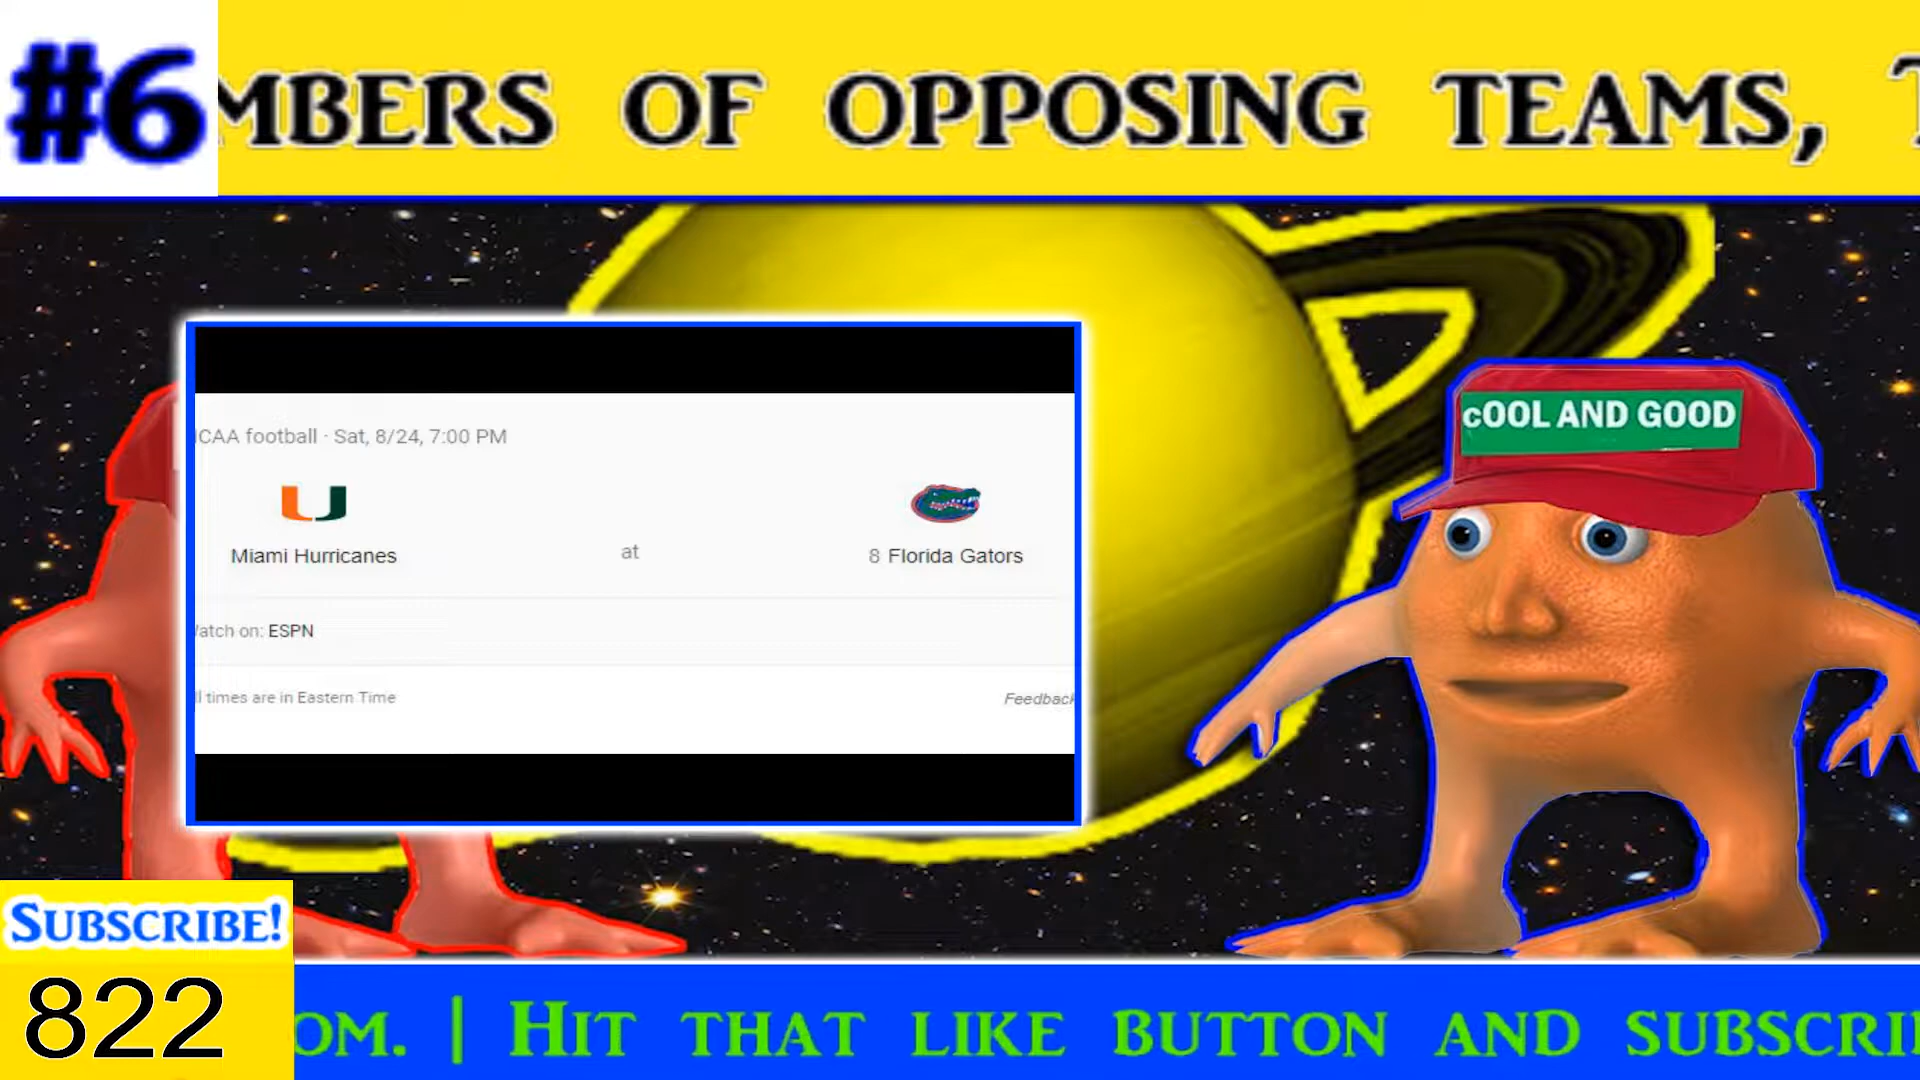 #6
MBERS OF OPPOSING TEAMS,
cOOL AND GOOD
CAA football · Sat, 8/24, 7:00 PM
Miami Hurricanes
at
8 Florida Gators
atch on: ESPN
l times are in Eastern Time
Feedback
SUBSCRIBE!
822
OM. | HIT THAT LIKE BUTTON AND SUBSCRI